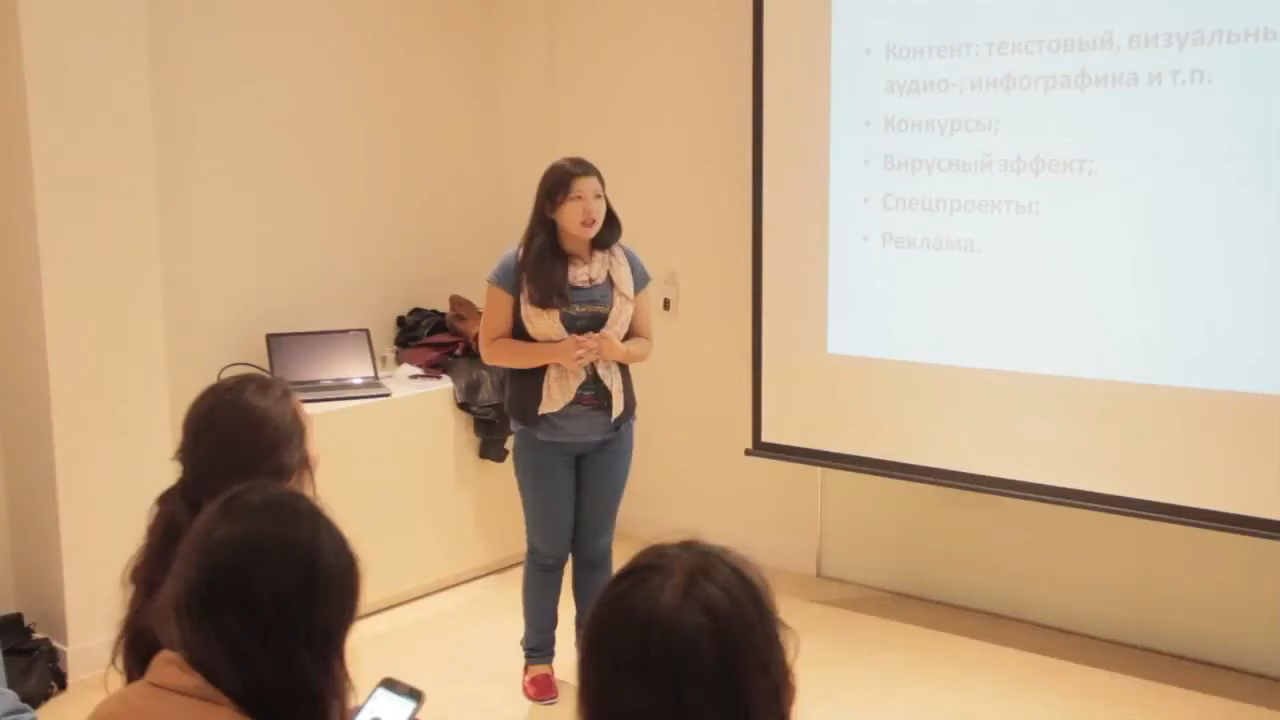 • Контент: текстовый, визуальны
аудио-; инфографика и т.п.
• Конкурсы;
• Вирусный эффект;
• Спецпроекты;
• Реклама.